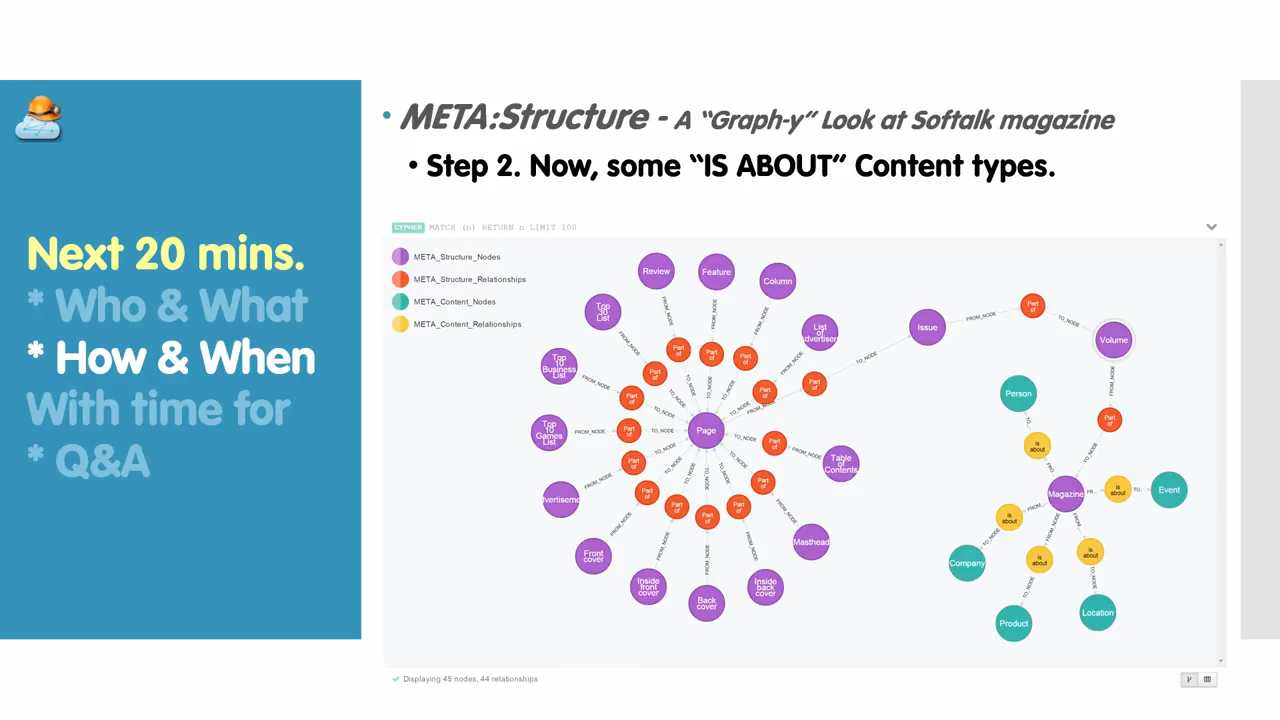 Next 20 mins.
* Who & What
* How & When
With time for
* Q&A
• META:Structure - A “Graph-y” Look at Softalk magazine
• Step 2. Now, some “IS ABOUT” Content types.
CYPHER MATCH (n) RETURN n LIMIT 100
META_Structure_Nodes
META_Structure_Relationships
META_Content_Nodes
META_Content_Relationships
Review
Feature
Column
Top
30
List
List
of
dvertisers
Top
10
Business
List
Top
10
Games
List
Page
Table
of
Contents
dvertiseme
Front
cover
Inside
front
cover
Back
cover
Inside
back
cover
Masthead
Issue
Volume
Magazine
Person
Event
Company
Product
Location
Part
of
is
about
FROM_NODE
TO_NODE
Displaying 45 nodes, 44 relationships